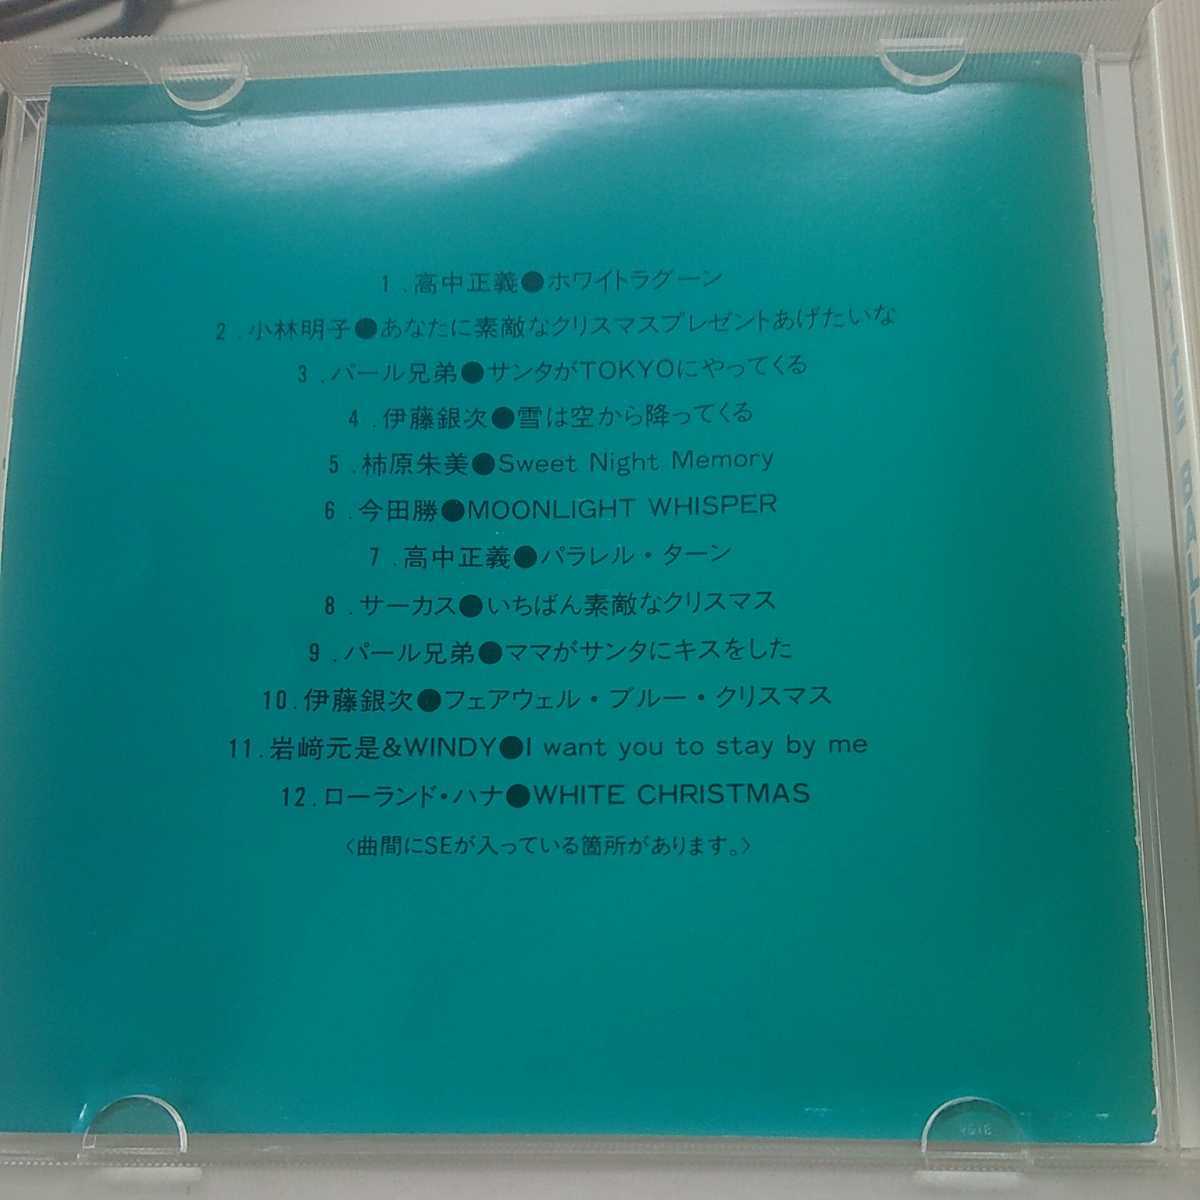 1.高中正義●ホワイトラグーン
2.小林明子●あなたに素敵なクリスマスプレゼントあげたいな
3.パール兄弟●サンタがTOKYOにやってくる
4.伊藤銀次●雪は空から降ってくる
5.柿原朱美●Sweet Night Memory
6.今田勝●MOONLIGHT WHISPER
7.高中正義●パラレル・ターン
8.サーカス●いちばん素敵なクリスマス
9.パール兄弟●ママがサンタにキスをした
10.伊藤銀次●フェアウェル・ブルー・クリスマス
11.岩﨑元是&WINDY●I want you to stay by me
12.ローランド・ハナ●WHITE CHRISTMAS
〈曲間にSEが入っている箇所があります。〉